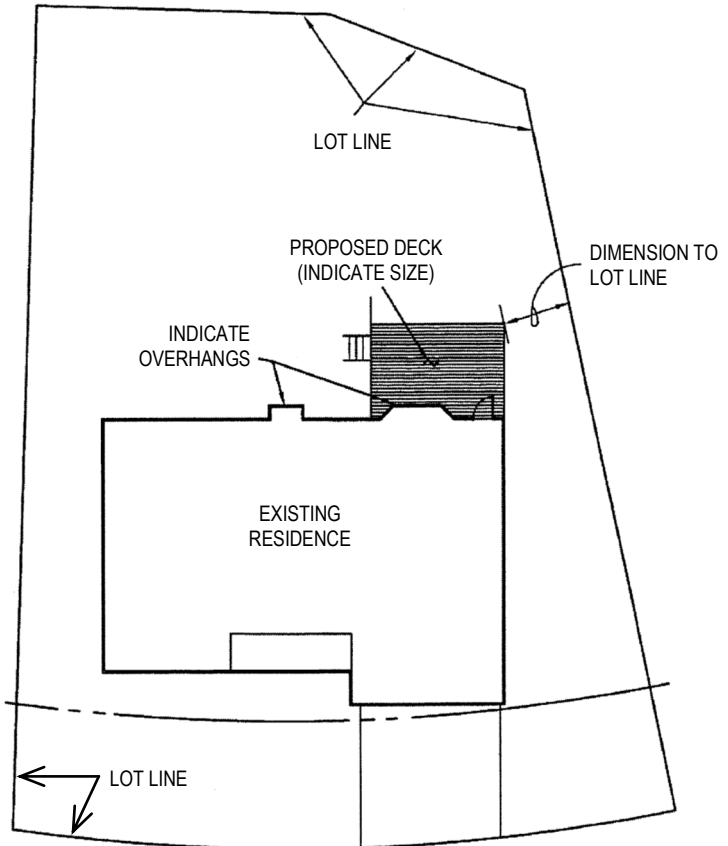 LOT LINE
PROPOSED DECK
(INDICATE SIZE)
DIMENSION TO
LOT LINE
INDICATE
OVERHANGS
EXISTING
RESIDENCE
LOT LINE